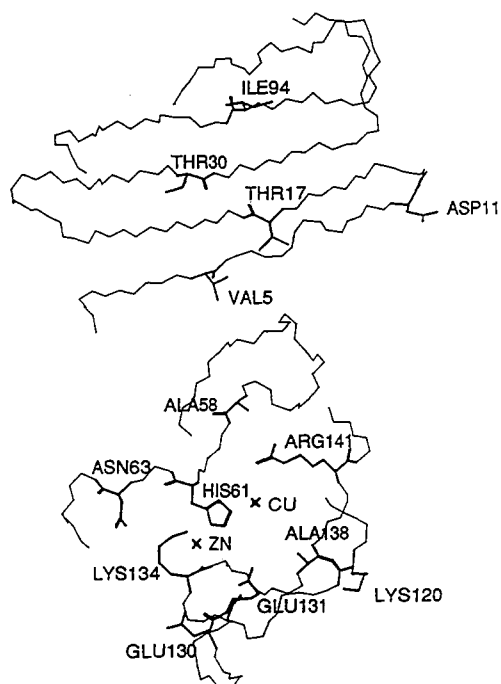 ILE94
THR30
THR17
ASP11
VAL5
ALA58
ARG141
ASN63
HIS61
CU
ZN
ALA138
LYS134
LYS120
GLU131
GLU130